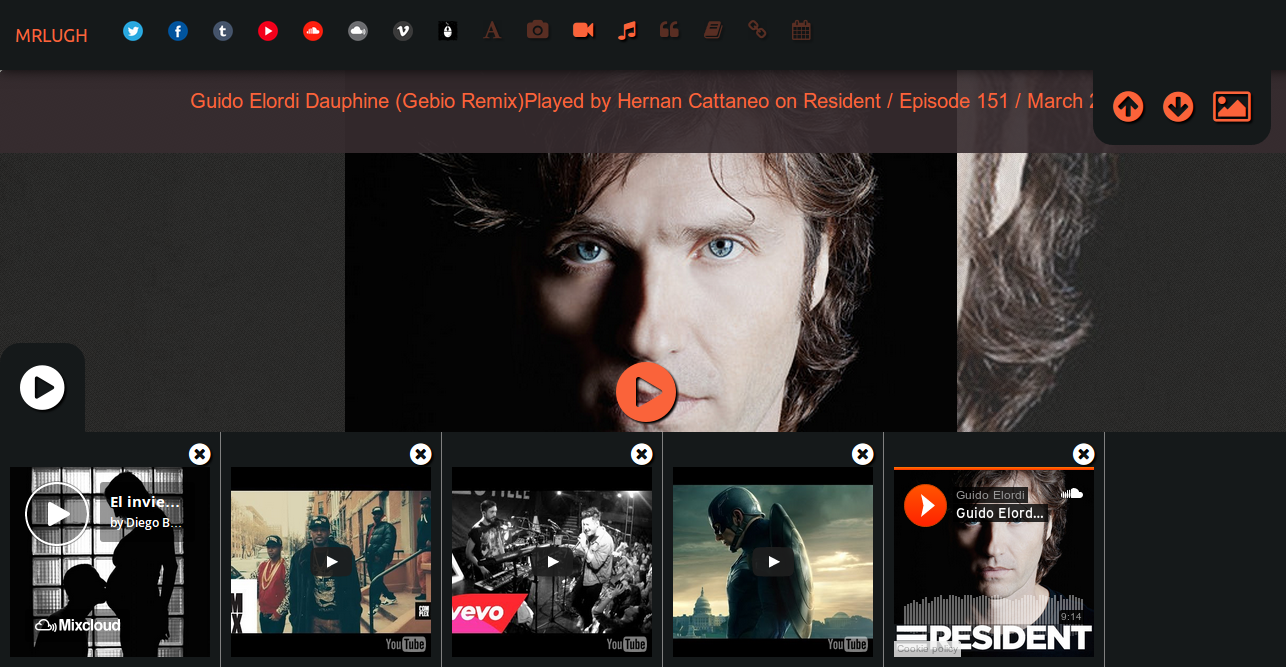 MRLUGH
Guido Elordi Dauphine (Gebio Remix)Played by Hernan Cattaneo on Resident / Episode 151 / March
El invie...
by Diego B...
Mixcloud
vevo
YouTube
YouTube
YouTube
Guido Elordi
Guido Elord...
9:14
RESIDENT
Cookie policy